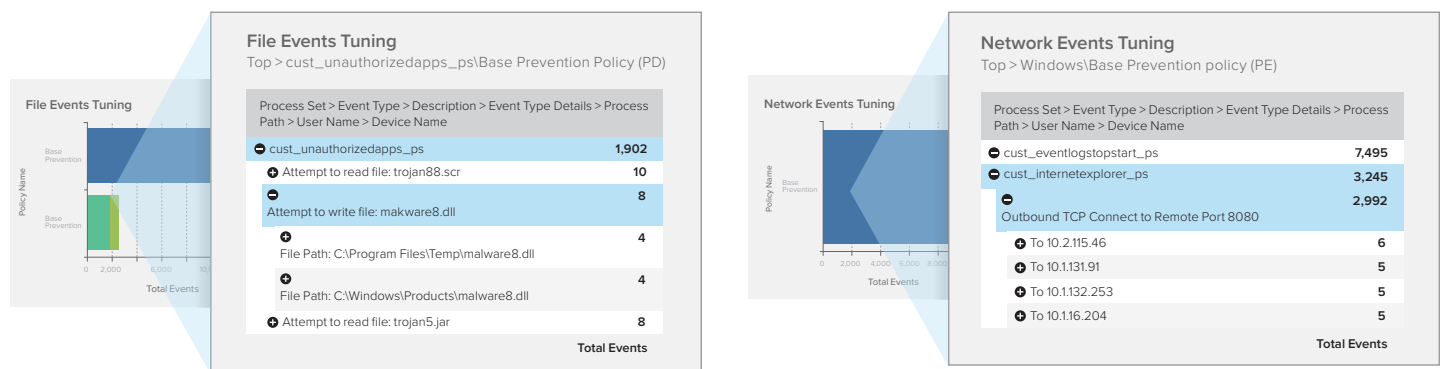 File Events Tuning
Base
Prevention
Base
Prevention
Policy Name
0 2,000 6,000
Total Events
File Events Tuning
Top > cust_unauthorizedapps_ps\Base Prevention Policy (PD)
Process Set > Event Type > Description > Event Type Details > Process
Path > User Name > Device Name
cust_unauthorizedapps_ps 1,902
Attempt to read file: trojan88.scr 10
8
Attempt to write file: makware8.dll
4
File Path: C:\Program Files\Temp\malware8.dll
4
File Path: C:\Windows\Products\malware8.dll
Attempt to read file: trojan5.jar 8
Total Events
Network Events Tuning
Base
Prevention
Policy Name
0 2,000 4,000 6,000 8,000
Total Events
Network Events Tuning
Top > Windows\Base Prevention policy (PE)
Process Set > Event Type > Description > Event Type Details > Process
Path > User Name > Device Name
cust_eventlogstopstart_ps 7,495
cust_internetexplorer_ps 3,245
2,992
Outbound TCP Connect to Remote Port 8080
To 10.2.115.46 6
To 10.1.131.91 5
To 10.1.132.253 5
To 10.1.16.204 5
Total Events